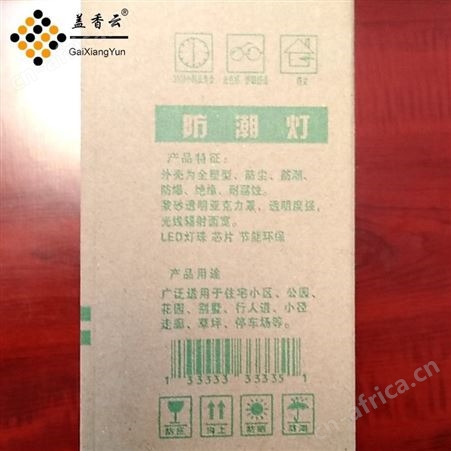 盖香云®
GaiXiangYun
防潮灯
产品特征:
外壳为全塑型、防尘、防潮、
防爆、绝缘、耐腐蚀。
透明亚克力罩、透明度强、
光线辐射面宽。
LED灯珠 芯片 节能环保
产品用途
广泛适用于住宅小区、公园、
花园、别墅、行人道、小径
走廊、草坪、停车场等。
1 33333 33335 1
防压 向上 防晒 防潮
africa.cn